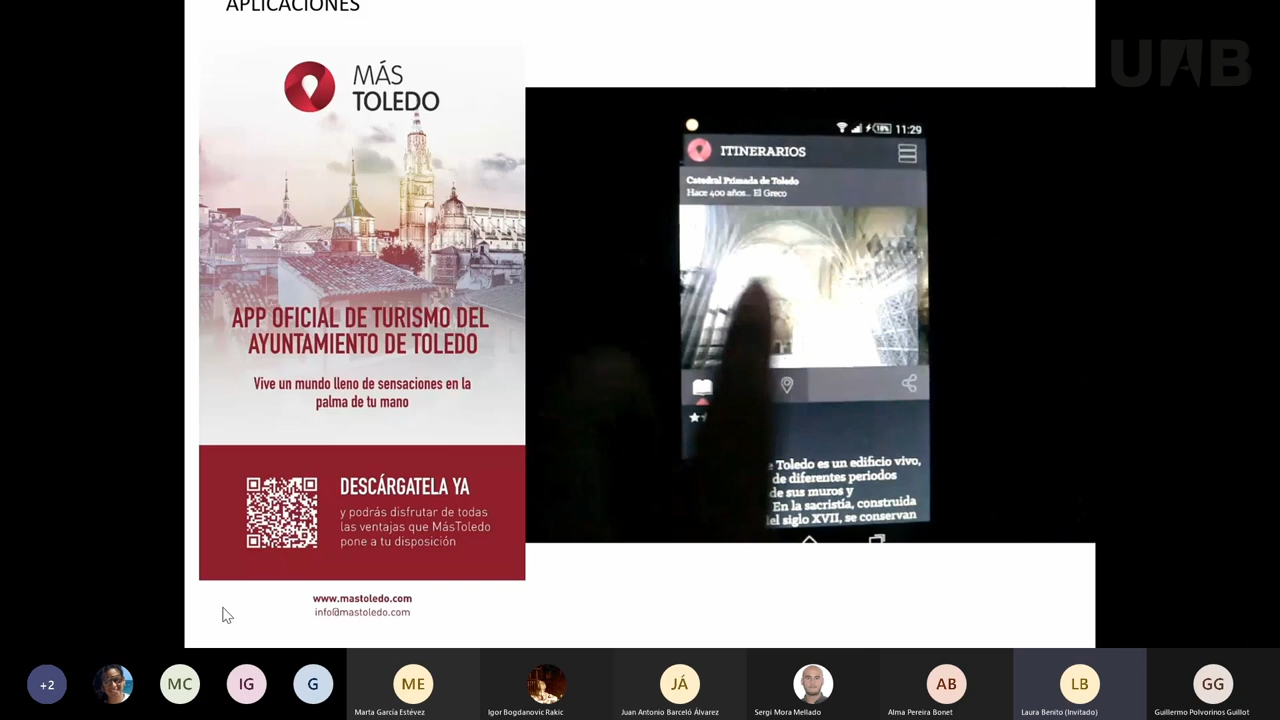 APLICACIONES
UAB
MÁS
TOLEDO
APP OFICIAL DE TURISMO DEL
AYUNTAMIENTO DE TOLEDO
Vive un mundo lleno de sensaciones en la
palma de tu mano
DESCÁRGATELA YA
y podrás disfrutar de todas
las ventajas que MásToledo
pone a tu disposición
www.mastoledo.com
info@mastoledo.com
18% 11:29
ITINERARIOS
Catedral Primada de Toledo
Hace 400 años... El Greco
Toledo es un edificio vivo,
de diferentes periodos
de sus muros y
En la sacristía, construida
el siglo XVII, se conservan
+2
MC
IG
G
ME
JÁ
AB
LB
GG
Marta García Estévez
Igor Bogdanovic Rakic
Juan Antonio Barceló Álvarez
Sergi Mora Mellado
Alma Pereira Bonet
Laura Benito (Invitado)
Guillermo Polvorinos Guillot